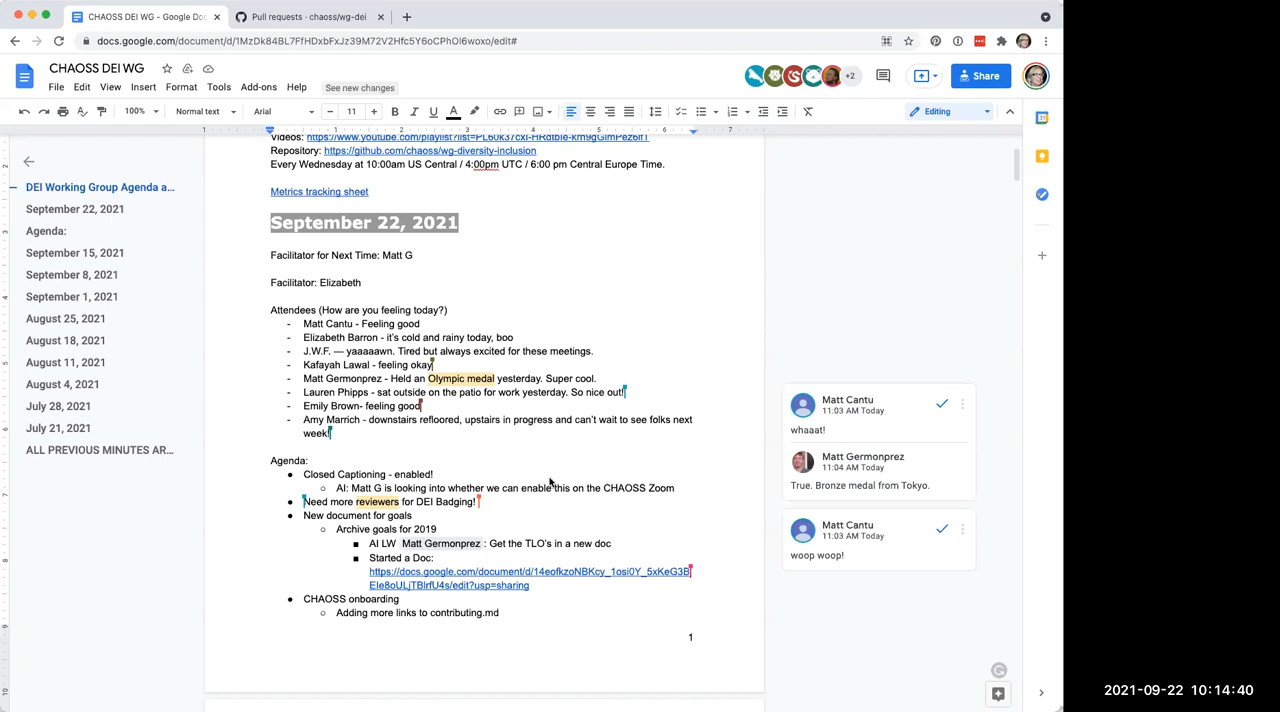 CHAOSS DEI WG - Google Doc
Pull requests · chaoss/wg-dei
docs.google.com/document/d/1MzDk84BL7FfHDxbFxJz39M72V2Hfc5Y6oCPhOl6woxo/edit#
CHAOSS DEI WG
File Edit View Insert Format Tools Add-ons Help See new changes
+2
Share
100% Normal text Arial 11 Editing
1 1 2 3 4 5 6 7
Videos:
Repository: https://github.com/chaoss/wg-diversity-inclusion
Every Wednesday at 10:00am US Central / 4:00pm UTC / 6:00 pm Central Europe Time.
Metrics tracking sheet
DEI Working Group Agenda a...
September 22, 2021
Agenda:
September 15, 2021
September 8, 2021
September 1, 2021
August 25, 2021
August 18, 2021
August 11, 2021
August 4, 2021
July 28, 2021
July 21, 2021
ALL PREVIOUS MINUTES AR...
September 22, 2021
Facilitator for Next Time: Matt G
Facilitator: Elizabeth
Attendees (How are you feeling today?)
- Matt Cantu - Feeling good
- Elizabeth Barron - it's cold and rainy today, boo
- J.W.F. — yaaaaawn. Tired but always excited for these meetings.
- Kafayah Lawal - feeling okay
- Matt Germonprez - Held an Olympic medal yesterday. Super cool.
- Lauren Phipps - sat outside on the patio for work yesterday. So nice out!
- Emily Brown- feeling good
- Amy Marrich - downstairs refloored, upstairs in progress and can't wait to see folks next
week!
Agenda:
● Closed Captioning - enabled!
○ AI: Matt G is looking into whether we can enable this on the CHAOSS Zoom
● Need more reviewers for DEI Badging!
● New document for goals
○ Archive goals for 2019
■ AI LW Matt Germonprez : Get the TLO's in a new doc
■ Started a Doc:
https://docs.google.com/document/d/14eofkzoNBKcy_1osi0Y_5xKeG3B
EIe8oULjTBlrfU4s/edit?usp=sharing
● CHAOSS onboarding
○ Adding more links to contributing.md
1
Matt Cantu
11:03 AM Today
whaaat!
Matt Germonprez
11:04 AM Today
True. Bronze medal from Tokyo.
Matt Cantu
11:03 AM Today
woop woop!
2021-09-22 10:14:40